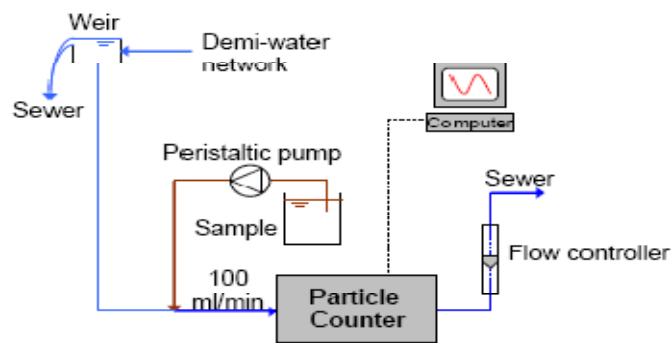 Weir
Demi-water
network
Sewer
Computer
Peristaltic pump
Sewer
Sample
Flow controller
100
ml/min
Particle
Counter